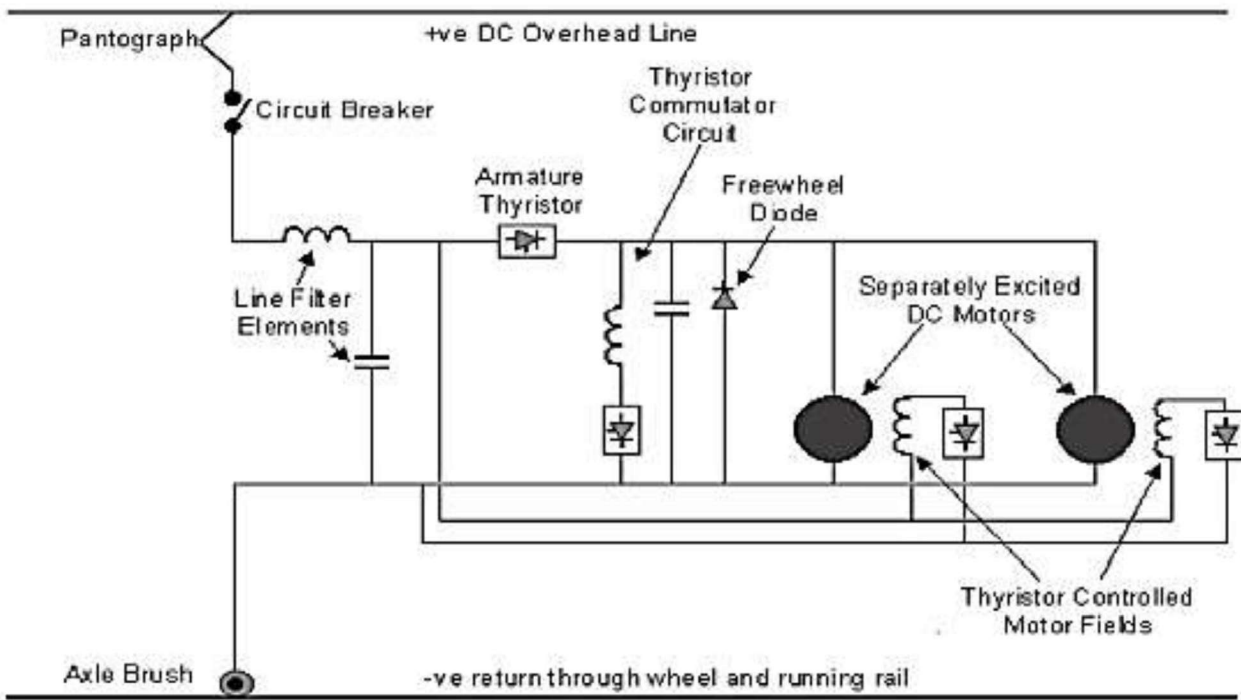 Pantograph
+ve DC Overhead Line
Thyristor
Commutator
Circuit
Circuit Breaker
Armature
Thyristor
Freewheel
Diode
Line Filter
Elements
Separately Excited
DC Motors
Thyristor Controlled
Motor Fields
Axle Brush
-ve return through wheel and running rail